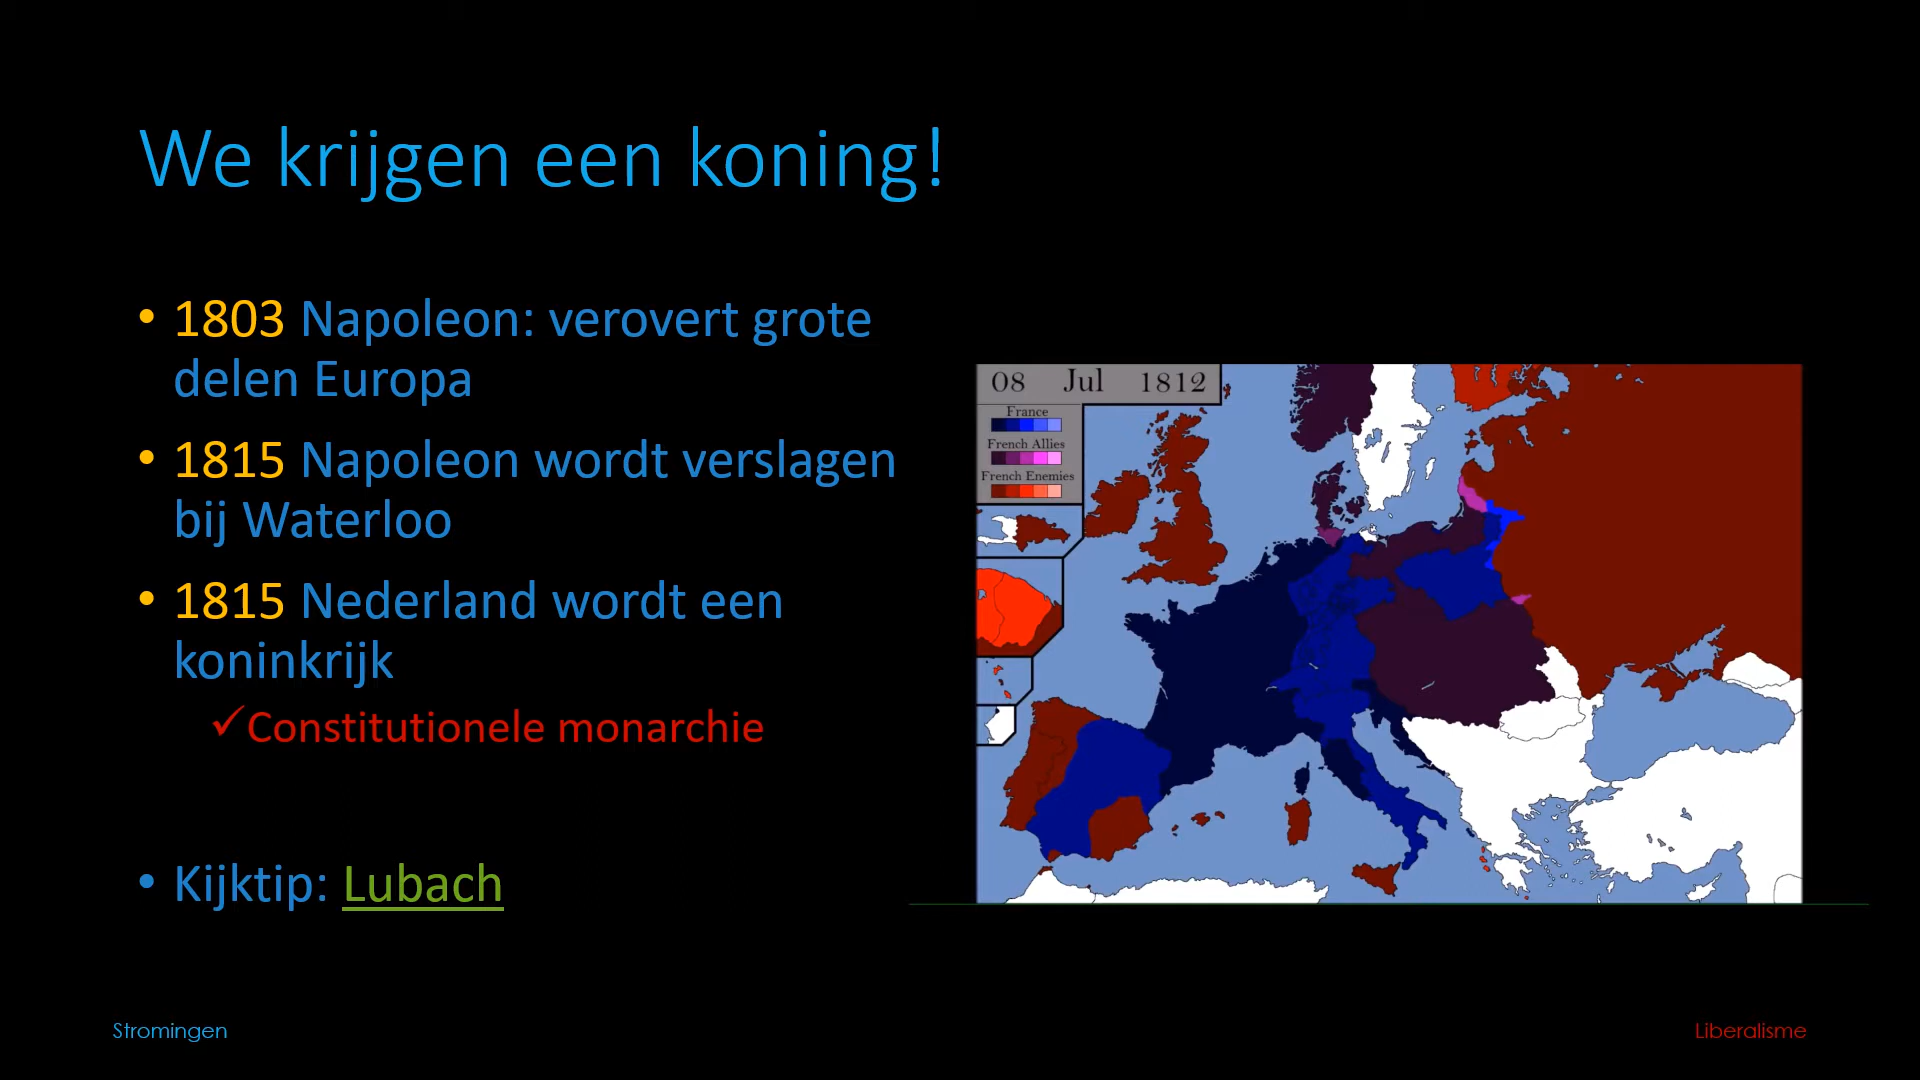 We krijgen een koning!
• 1803 Napoleon: verovert grote
delen Europa
• 1815 Napoleon wordt verslagen
bij Waterloo
• 1815 Nederland wordt een
koninkrijk
✓Constitutionele monarchie
• Kijktip: Lubach
08 Jul 1812
France
French Allies
French Enemies
Stromingen
Liberalisme